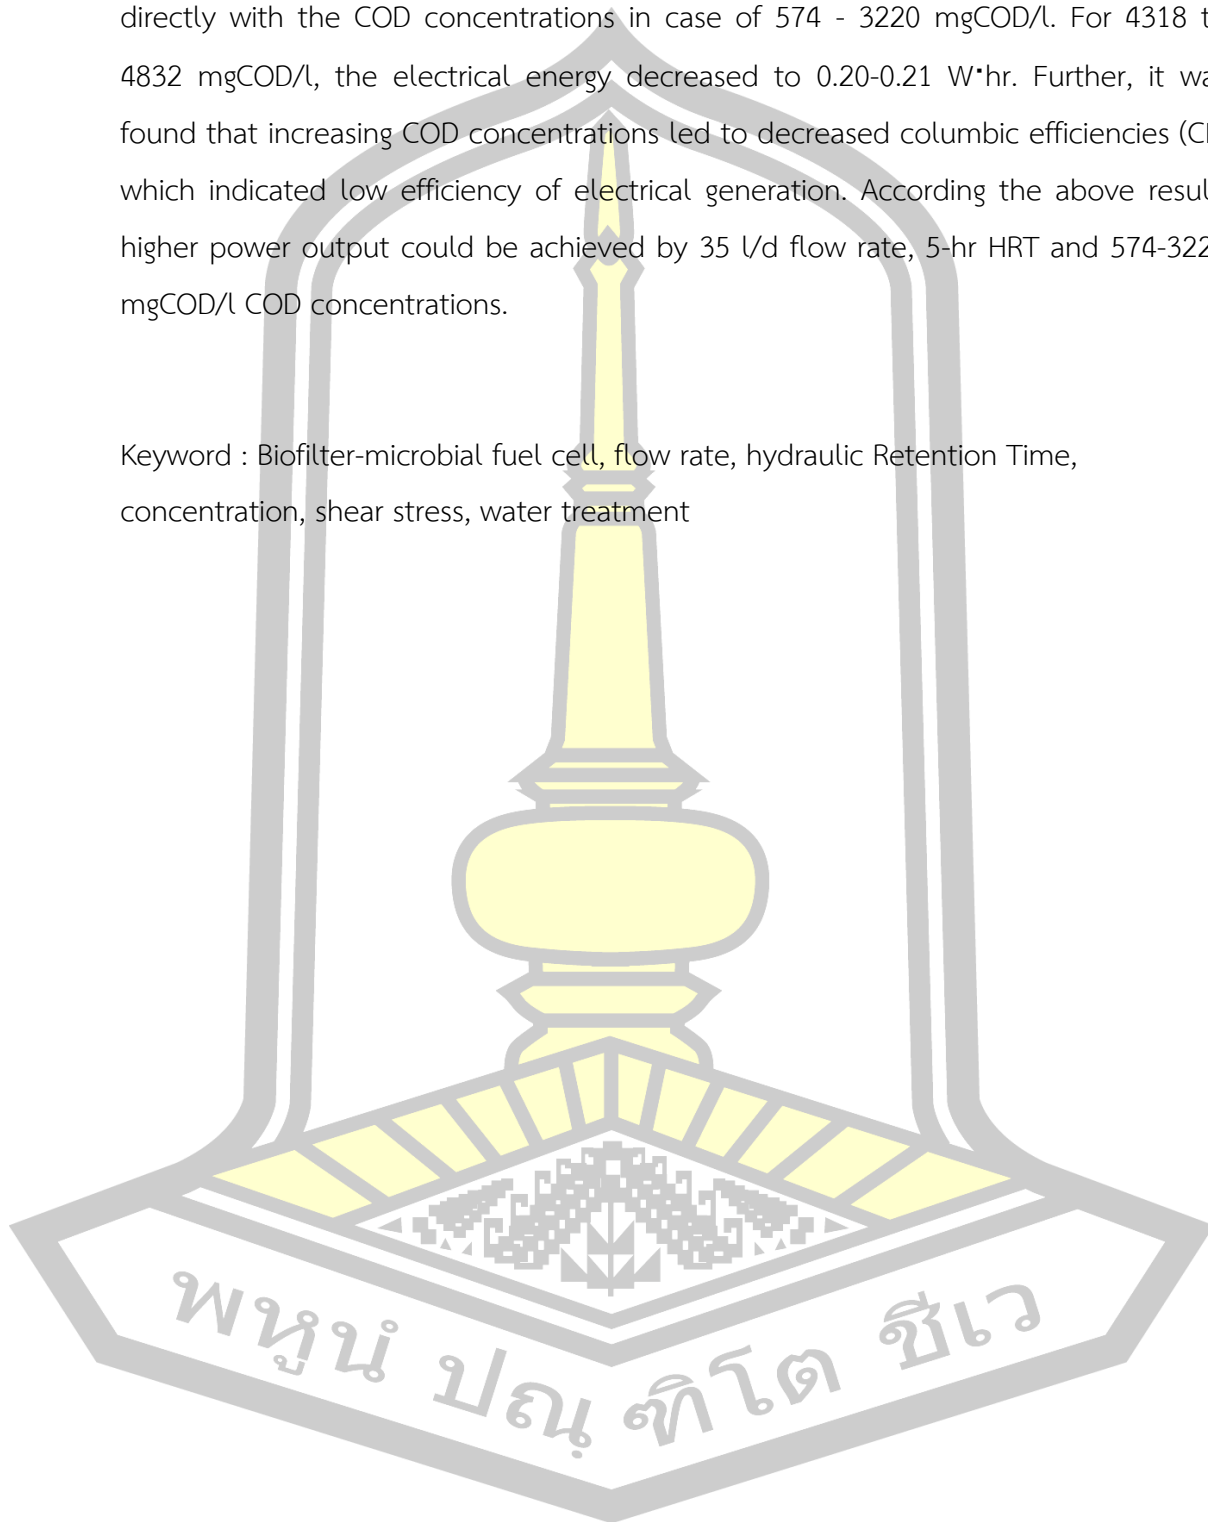 directly with the COD concentrations in case of 574 - 3220 mgCOD/l. For 4318 t
4832 mgCOD/l, the electrical energy decreased to 0.20-0.21 W·hr. Further, it wa
found that increasing COD concentrations led to decreased columbic efficiencies (C
which indicated low efficiency of electrical generation. According the above resul
higher power output could be achieved by 35 l/d flow rate, 5-hr HRT and 574-322
mgCOD/l COD concentrations.
Keyword : Biofilter-microbial fuel cell, flow rate, hydraulic Retention Time,
concentration, shear stress, water treatment
พหูนํ ปณฺฑิโต ชีเว